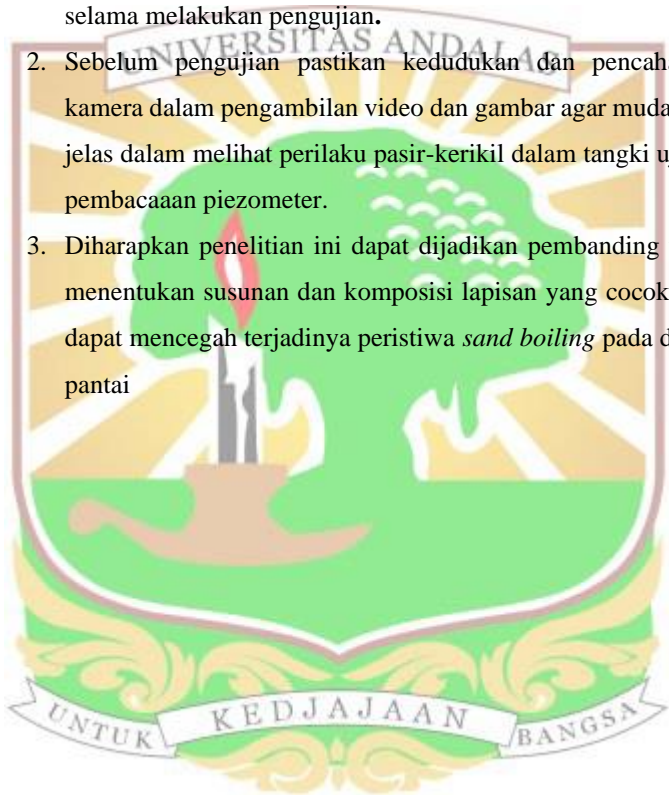 selama melakukan pengujian.
UNIVERSITAS ANDALAS
2. Sebelum pengujian pastikan kedudukan dan
kamera dalam pengambilan video dan gambar agar
jelas dalam melihat perilaku pasir-kerikil dalam tangki
pembacaaan piezometer.
3. Diharapkan penelitian ini dapat dijadikan pembanding
menentukan susunan dan komposisi lapisan yang cocok
dapat mencegah terjadinya peristiwa sand boiling pada
pantai
UNTUK KEDJAJAAN BANGSA